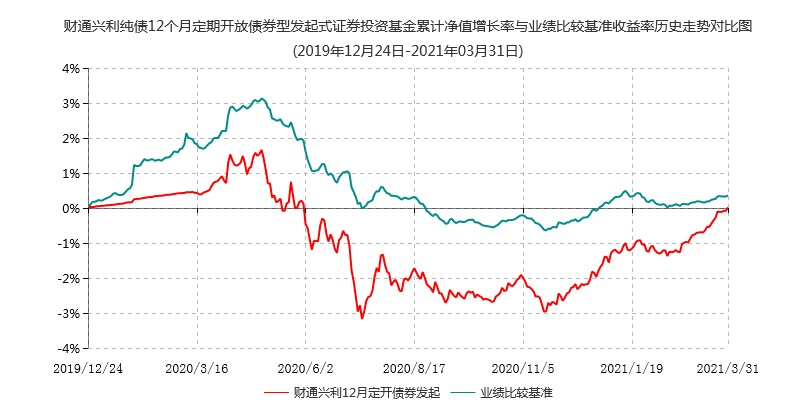 财通兴利纯债12个月定期开放债券型发起式证券投资基金累计净值增长率与业绩比较基准收益率历史走势对比图
(2019年12月24日-2021年03月31日)
4%
3%
2%
1%
0%
-1%
-2%
-3%
-4%
2019/12/24 2020/3/16 2020/6/2 2020/8/17 2020/11/5 2021/1/19 2021/3/31
财通兴利12月定开债券发起 业绩比较基准